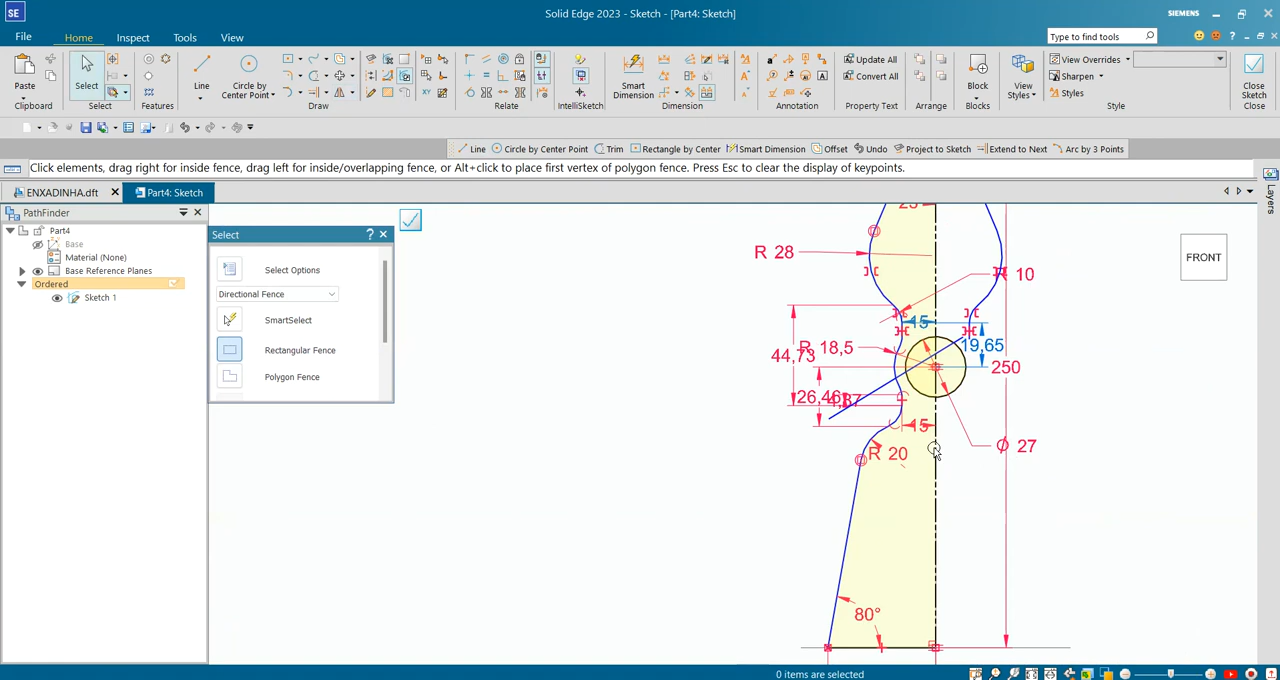 SE
Solid Edge 2023 - Sketch - [Part4: Sketch]
SIEMENS
File
Home
Inspect
Tools
View
Type to find tools
Paste
Clipboard
Select
Select
Features
Line
Circle by
Center Point
Draw
Relate
IntelliSketch
Smart
Dimension
Dimension
Annotation
Update All
Convert All
Property Text
Arrange
Block
Blocks
View
Styles
View Overrides
Sharpen
Styles
Style
Close
Sketch
Close
Line
Circle by Center Point
Trim
Rectangle by Center
Smart Dimension
Offset
Undo
Project to Sketch
Extend to Next
Arc by 3 Points
Click elements, drag right for inside fence, drag left for inside/overlapping fence, or Alt+click to place first vertex of polygon fence. Press Esc to clear the display of keypoints.
ENXADINHA.dft
Part4: Sketch
Layers
PathFinder
Part4
Base
Material (None)
Base Reference Planes
Ordered
Sketch 1
Select
Select Options
Directional Fence
SmartSelect
Rectangular Fence
Polygon Fence
FRONT
R 28
R 10
15
19,65
R 18,5
44,73
250
26,46
4,87
15
Ø 27
R 20
80°
0 items are selected